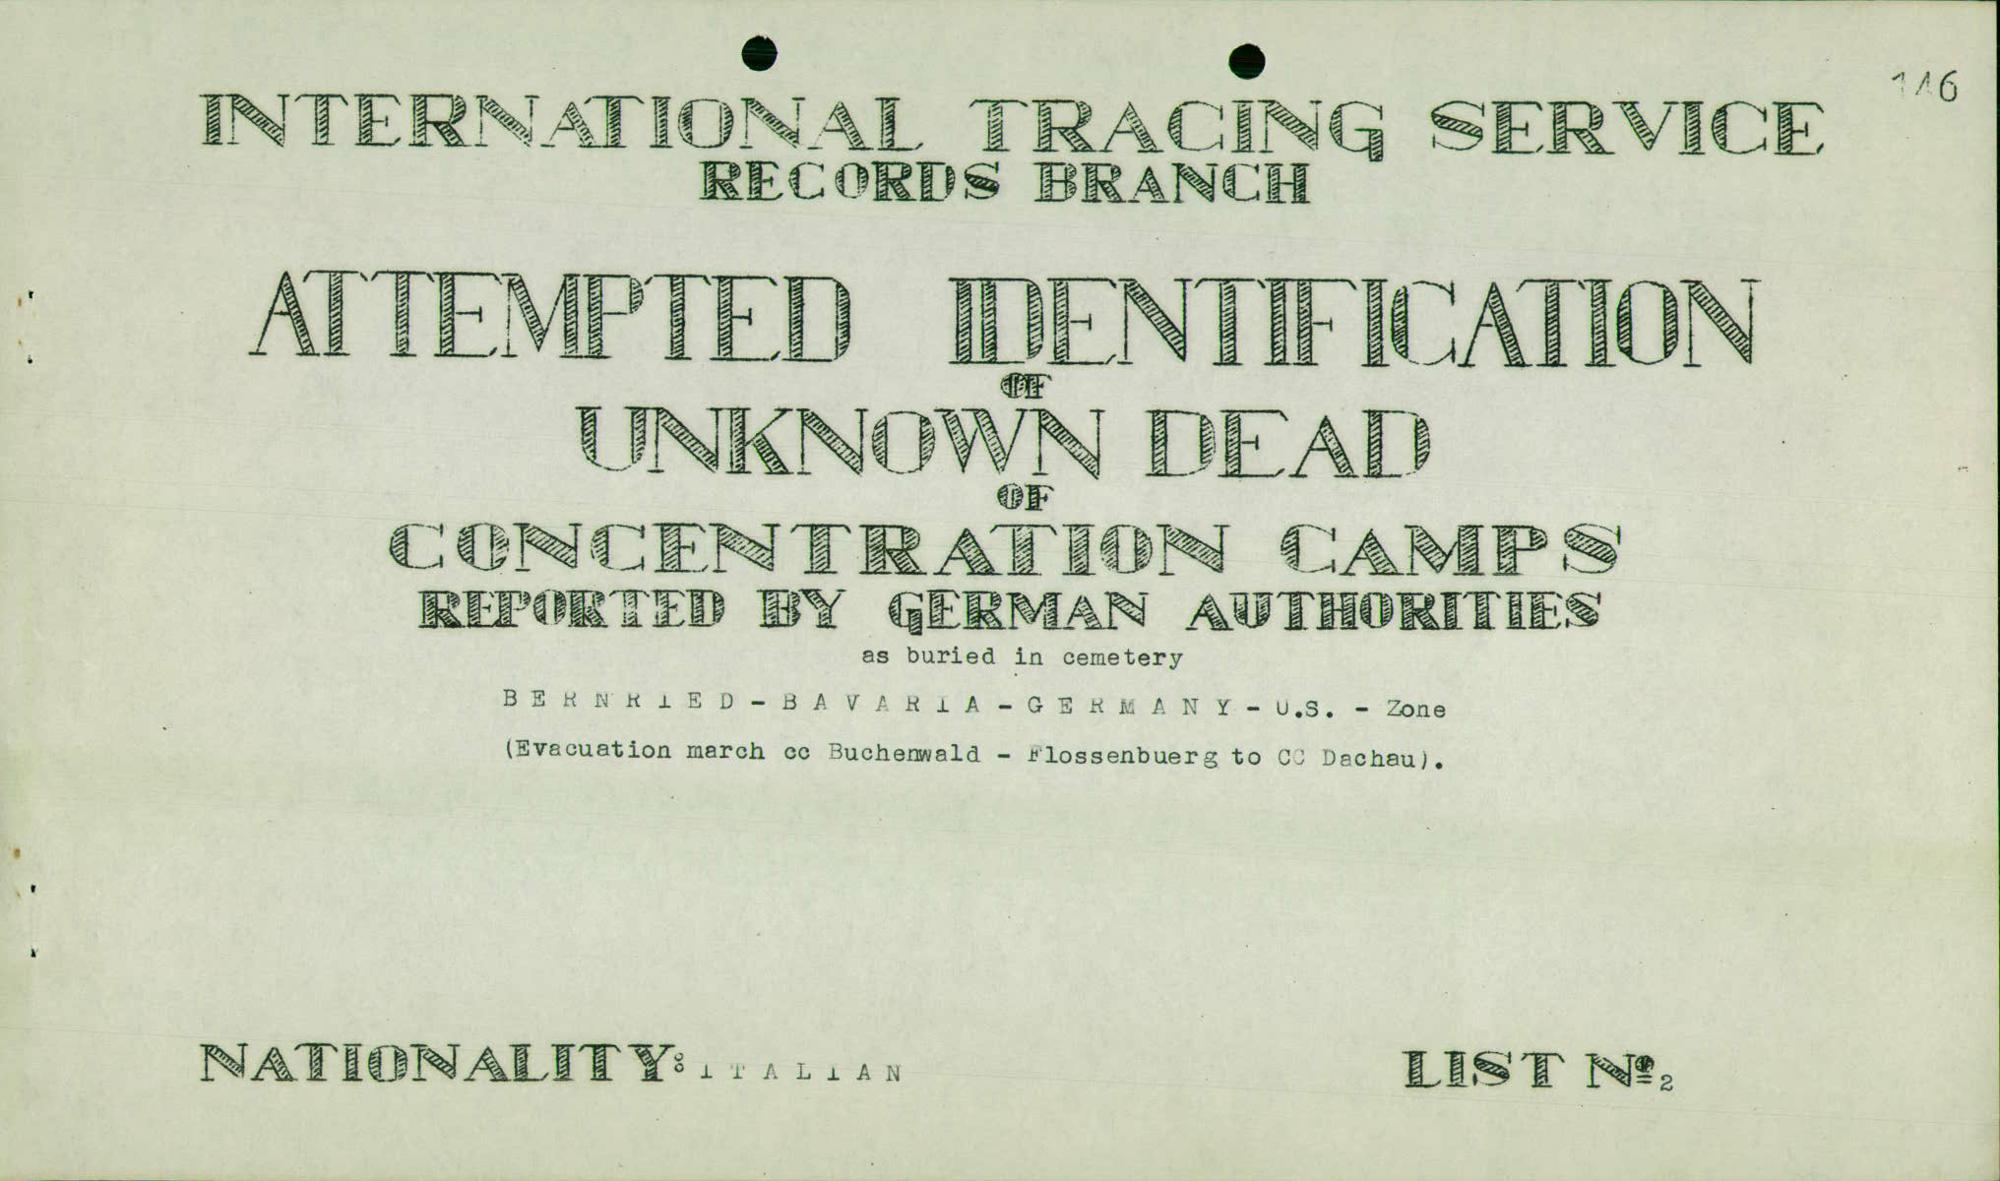 146
INTERNATIONAL TRACING SERVICE
RECORDS BRANCH
ATTEMPTED IDENTIFICATION
OF
UNKNOWN DEAD
OF
CONCENTRATION CAMPS
REPORTED BY GERMAN AUTHORITIES
as buried in cemetery
BERNRIED-BAVARIA-GERMANY-U.S. - Zone
(Evacuation march cc Buchenwald - Flossenbuerg to CC Dachau).
NATIONALITY: ITALIAN
LIST Nº 2